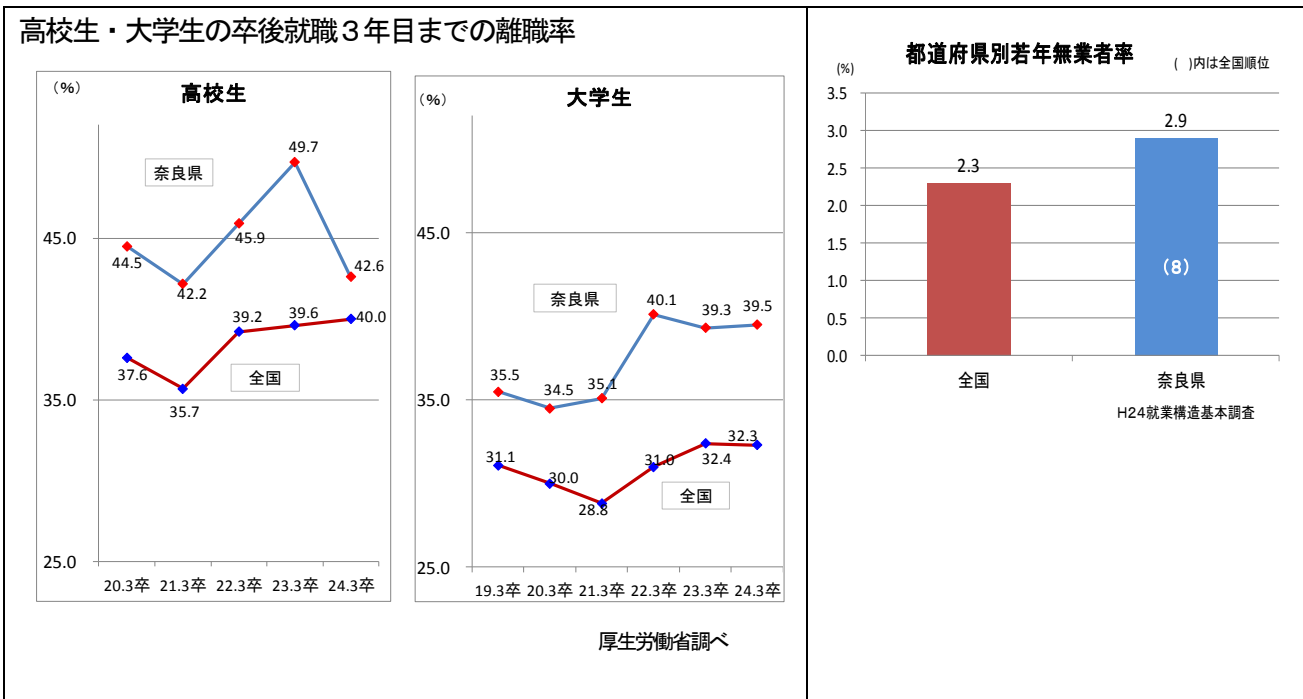 高校生・大学生の卒後就職３年目までの離職率
（%）
高校生
奈良県
49.7
45.0
44.5
42.2
45.9
42.6
39.2
39.6
40.0
37.6
35.7
全国
35.0
25.0
20.3卒 21.3卒 22.3卒 23.3卒 24.3卒
（%）
大学生
45.0
奈良県
40.1
39.3
39.5
35.5
34.5
35.1
35.0
31.1
30.0
28.8
31.0
32.4
32.3
全国
25.0
19.3卒 20.3卒 21.3卒 22.3卒 23.3卒 24.3卒
厚生労働省調べ
都道府県別若年無業者率
( )内は全国順位
(%)
3.5
3.0
2.5
2.0
1.5
1.0
0.5
0.0
2.3
2.9
（8）
全国
奈良県
H24就業構造基本調査